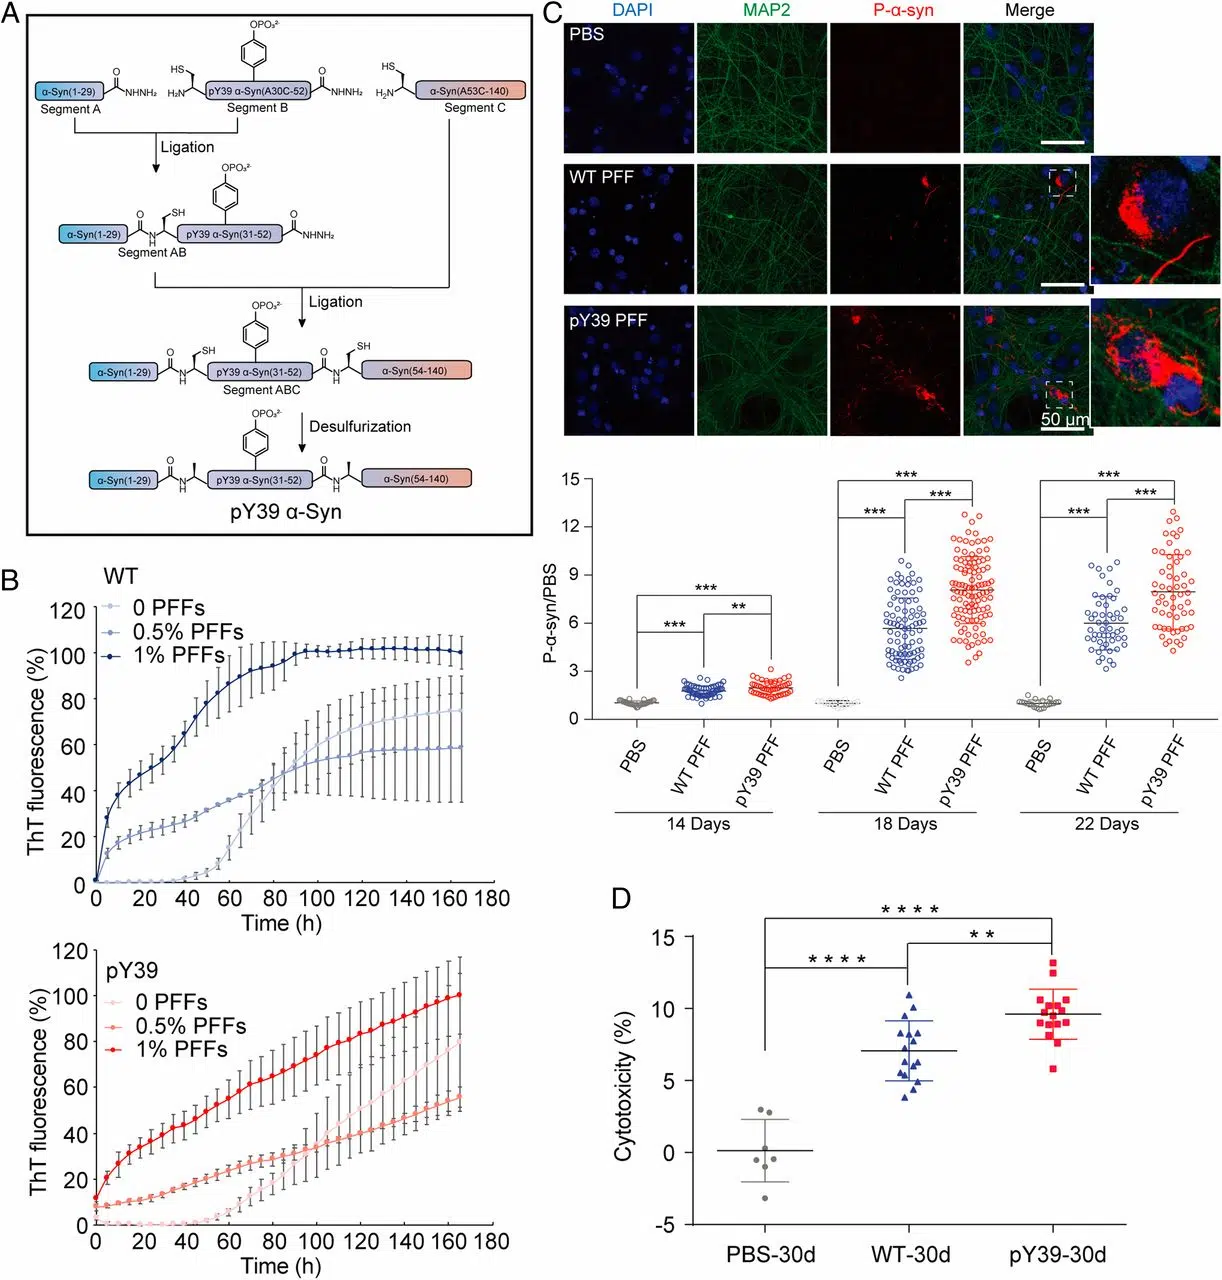 A
OPO₃²⁻
HS
O
O
HS
α-Syn(1-29)
NHNH₂
H₂N
pY39 α-Syn(A30C-52)
NHNH₂
H₂N
α-Syn(A53C-140)
Segment A
Segment B
Segment C
Ligation
OPO₃²⁻
O
SH
O
α-Syn(1-29)
N
H
pY39 α-Syn(31-52)
NHNH₂
Segment AB
Ligation
OPO₃²⁻
O
SH
O
SH
α-Syn(1-29)
N
H
pY39 α-Syn(31-52)
N
H
α-Syn(54-140)
Segment ABC
OPO₃²⁻
Desulfurization
O
O
α-Syn(1-29)
N
H
pY39 α-Syn(31-52)
N
H
α-Syn(54-140)
pY39 α-Syn
B
WT
0 PFFs
0.5% PFFs
1% PFFs
ThT fluorescence (%)
120
100
80
60
40
20
0
0 20 40 60 80 100 120 140 160 180
Time (h)
pY39
0 PFFs
0.5% PFFs
1% PFFs
ThT fluorescence (%)
120
100
80
60
40
20
0
0 20 40 60 80 100 120 140 160 180
Time (h)
C
DAPI MAP2 P-α-syn Merge
PBS
WT PFF
pY39 PFF
50 μm
P-α-syn/PBS
15
12
9
6
3
0
***
**
***
***
***
***
***
***
***
PBS WT PFF pY39 PFF PBS WT PFF pY39 PFF PBS WT PFF pY39 PFF
14 Days 18 Days 22 Days
D
Cytotoxicity (%)
15
10
5
0
-5
****
**
****
PBS-30d WT-30d pY39-30d